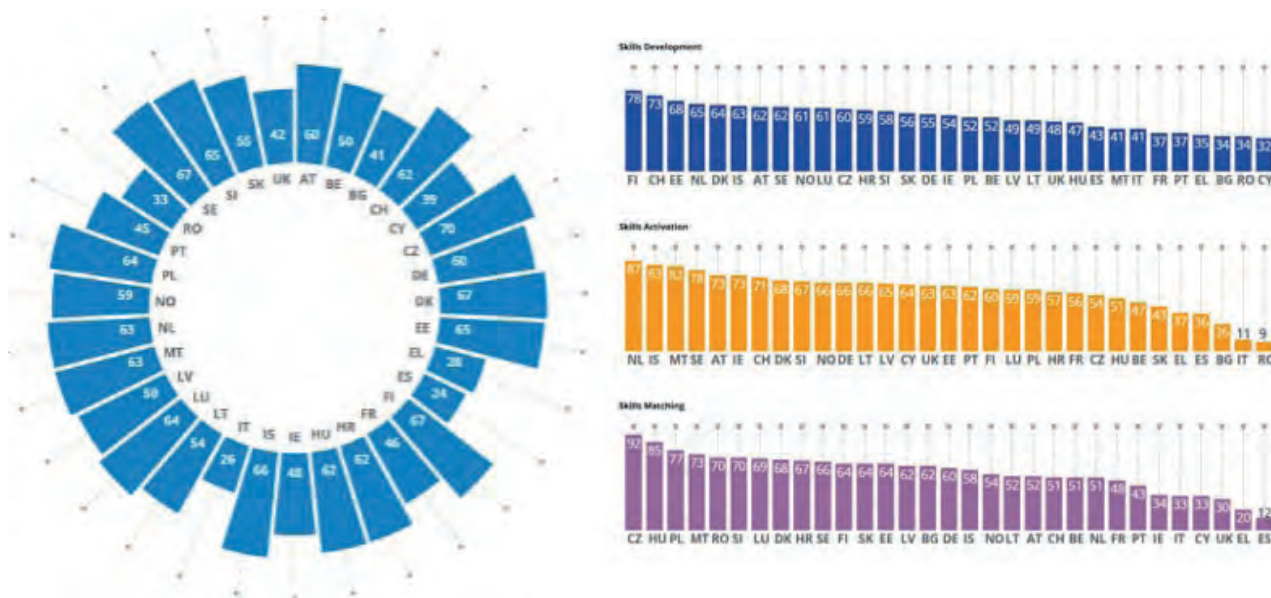 60 AT
50 BE
41 BG
62 CH
39 CY
70 CZ
60 DE
67 DK
65 EE
28 EL
24 ES
67 FI
46 FR
62 HR
62 HU
48 IE
66 IS
26 IT
54 LT
64 LU
LV
63 MT
63 NL
59 NO
64 PL
45 PT
33 RO
67 SE
65 SI
55 SK
42 UK
Skills Development
78 73 68 65 64 63 62 62 61 61 60 59 58 56 55 54 52 52 49 49 48 47 43 41 41 37 37 35 34 34 32
FI CH EE NL DK IS AT SE NO LU CZ HR SI SK DE IE PL BE LV LT UK HU ES MT IT FR PT EL BG RO CY
Skills Activation
87 83 82 78 73 73 71 68 67 66 66 66 65 64 63 63 62 60 59 59 57 56 54 51 47 43 37 36 26 11 9
NL IS MT SE AT IE CH DK SI NO DE LT LV CY UK EE PT FI LU PL HR FR CZ HU BE SK EL ES BG IT RO
Skills Matching
92 85 77 73 70 70 69 68 67 66 64 64 64 62 62 60 58 54 52 52 51 51 51 48 43 34 33 33 30 20 12
CZ HU PL MT RO SI LU DK HR SE FI SK EE LV BG DE IS NO LT AT CH BE NL FR PT IE IT CY UK EL ES